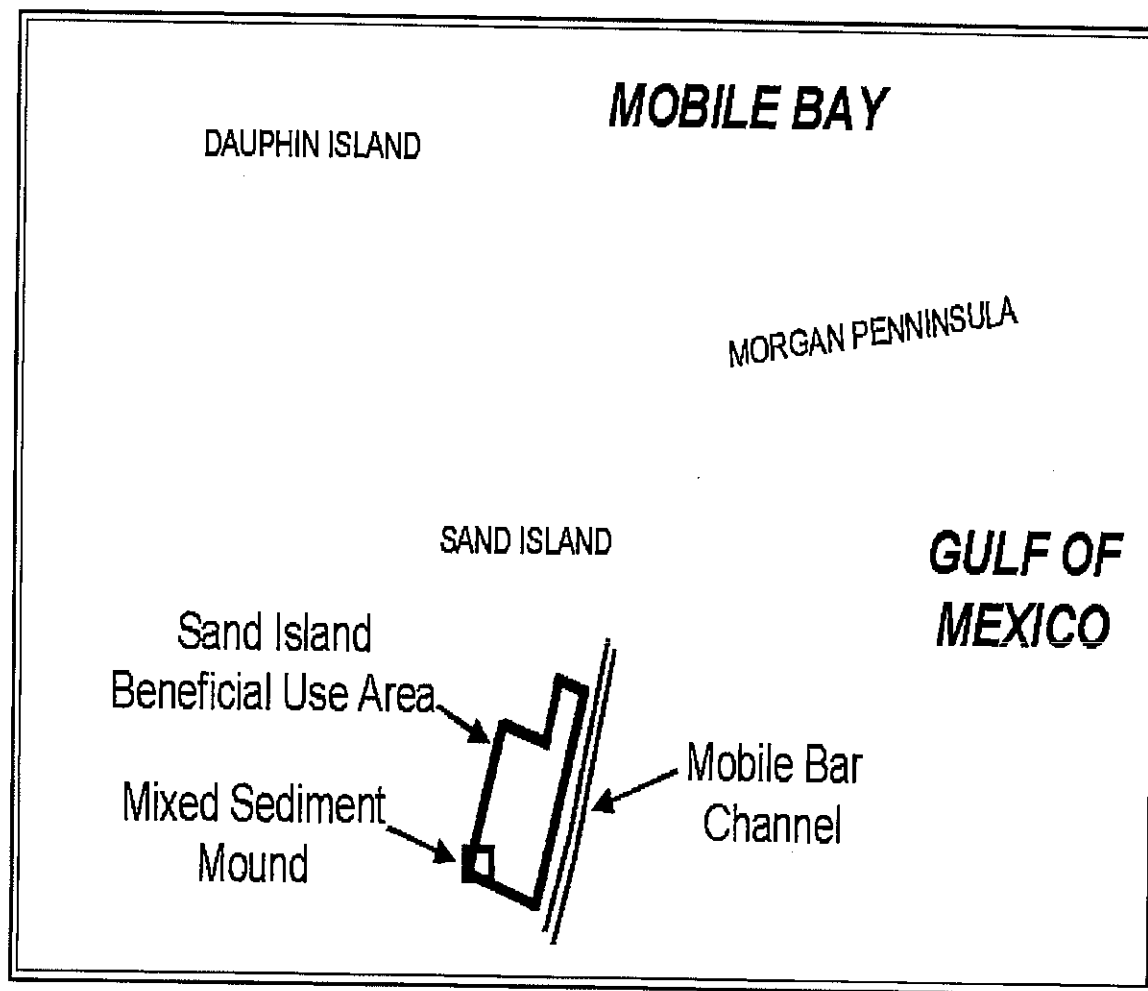 MOBILE BAY
DAUPHIN ISLAND
MORGAN PENNINSULA
SAND ISLAND
GULF OF
MEXICO
Sand Island
Beneficial Use Area
Mixed Sediment
Mound
Mobile Bar
Channel